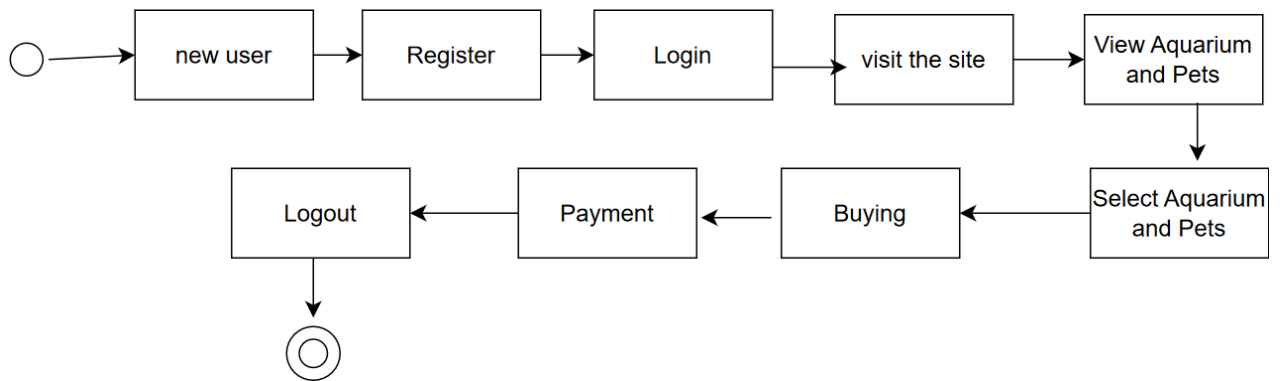 new user
Register
Login
visit the site
View Aquarium
and Pets
Select Aquarium
and Pets
Buying
Payment
Logout